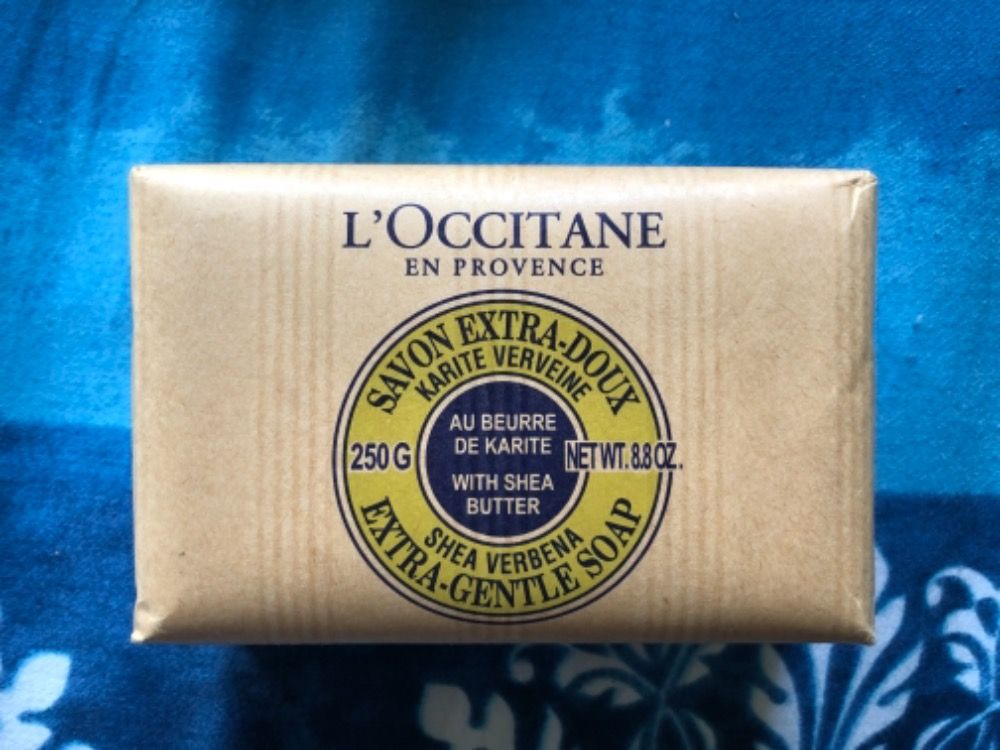 L'OCCITANE
EN PROVENCE
SAVON EXTRA-DOUX
KARITE VERVEINE
250 G
AU BEURRE
DE KARITE
WITH SHEA
BUTTER
NET WT. 8.8 OZ.
SHEA VERBENA
EXTRA-GENTLE SOAP